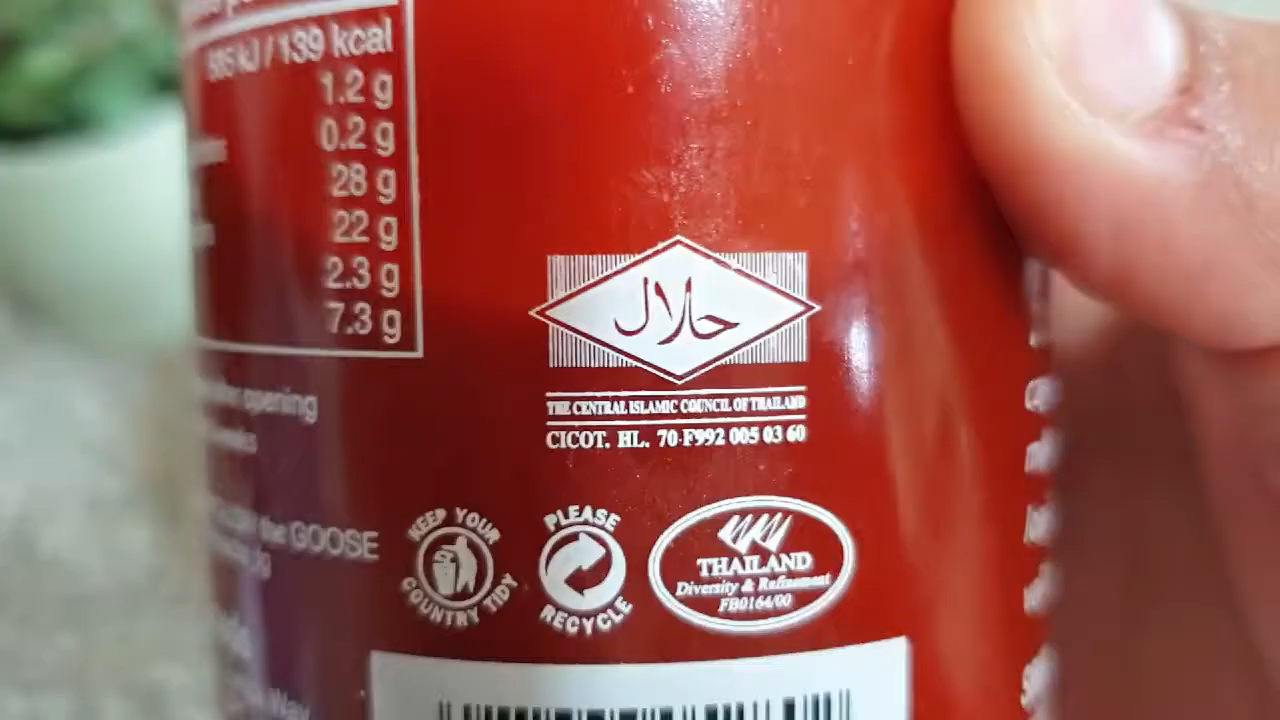 / 139 kcal
1.2 g
0.2 g
28 g
22 g
2.3 g
7.3 g
opening
the GOOSE
Way
حلال
THE CENTRAL ISLAMIC COUNCIL OF THAILAND
CICOT. HL. 70-F992 005 03 60
KEEP YOUR
COUNTRY TIDY
PLEASE
RECYCLE
THAILAND
Diversity & Refinement
FB0164/00